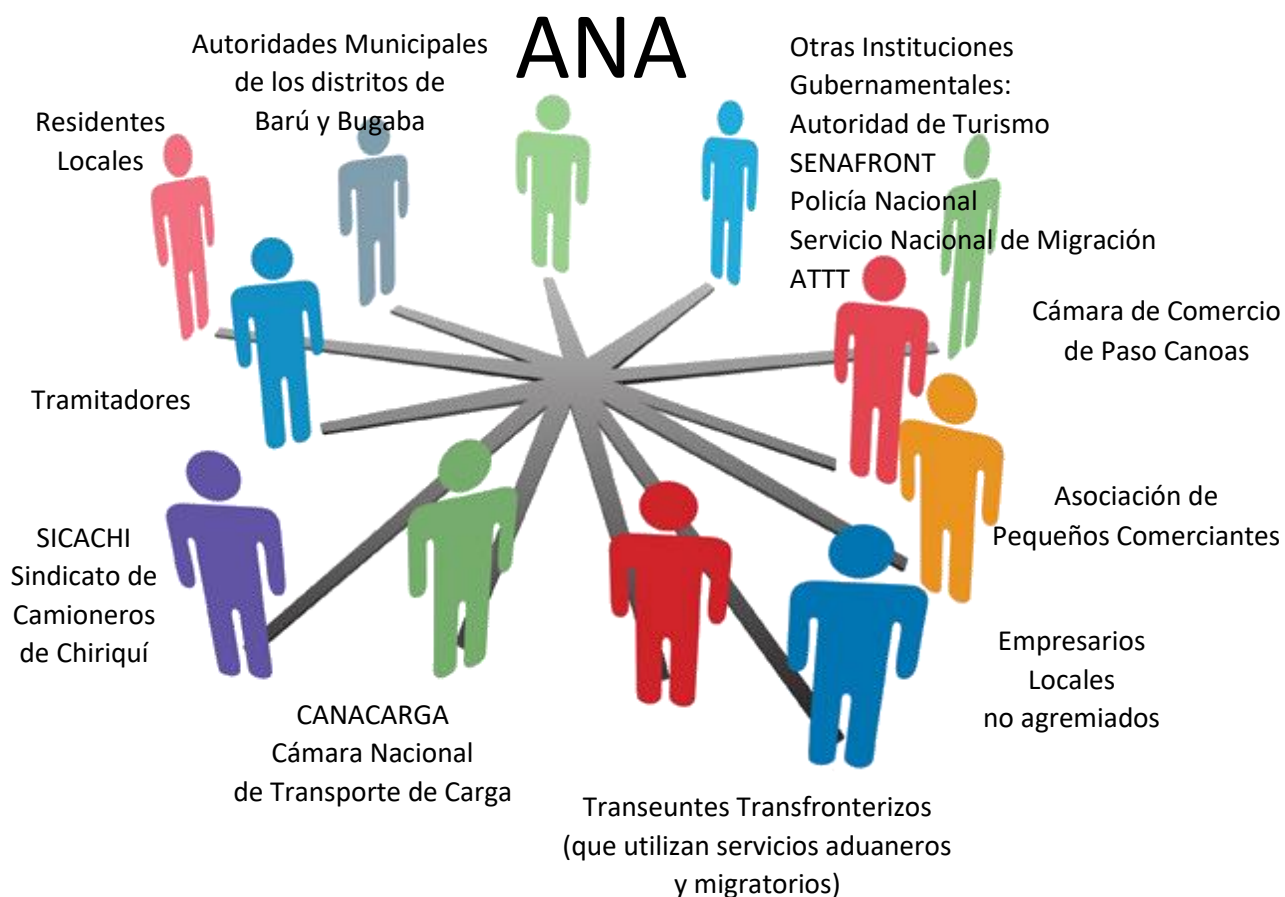 ANA
Autoridades Municipales
de los distritos de
Barú y Bugaba
Otras Instituciones
Gubernamentales:
Autoridad de Turismo
SENAFRONT
Policía Nacional
Servicio Nacional de Migración
ATTT
Residentes
Locales
Cámara de Comercio
de Paso Canoas
Tramitadores
Asociación de
Pequeños Comerciantes
SICACHI
Sindicato de
Camioneros
de Chiriquí
Empresarios
Locales
no agremiados
CANACARGA
Cámara Nacional
de Transporte de Carga
Transeuntes Transfronterizos
(que utilizan servicios aduaneros
y migratorios)